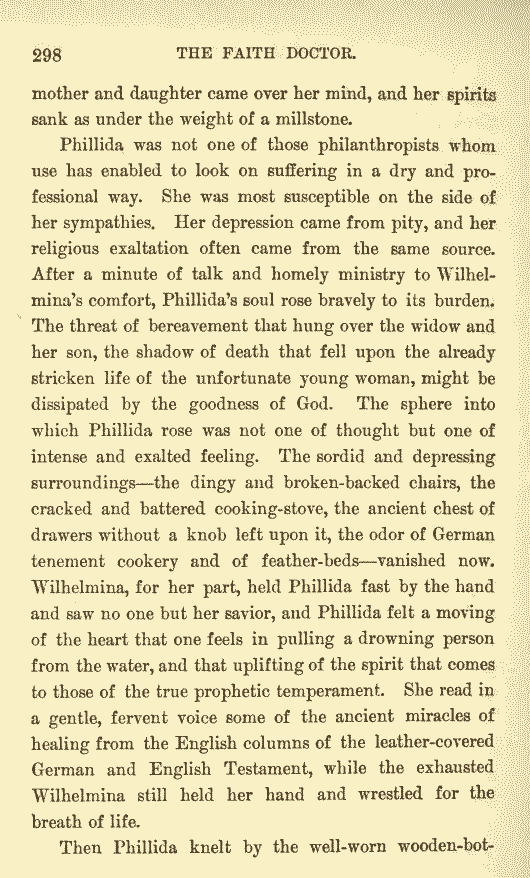 298 THE FAITH DOCTOR.
mother and daughter came over her mind, and her spirits
sank as under the weight of a millstone.
Phillida was not one of those philanthropists whom
use has enabled to look on suffering in a dry and pro-
fessional way. She was most susceptible on the side of
her sympathies. Her depression came from pity, and her
religious exaltation often came from the same source.
After a minute of talk and homely ministry to Wilhel-
mina's comfort, Phillida's soul rose bravely to its burden.
The threat of bereavement that hung over the widow and
her son, the shadow of death that fell upon the already
stricken life of the unfortunate young woman, might be
dissipated by the goodness of God. The sphere into
which Phillida rose was not one of thought but one of
intense and exalted feeling. The sordid and depressing
surroundings—the dingy and broken-backed chairs, the
cracked and battered cooking-stove, the ancient chest of
drawers without a knob left upon it, the odor of German
tenement cookery and of feather-beds—vanished now.
Wilhelmina, for her part, held Phillida fast by the hand
and saw no one but her savior, and Phillida felt a moving
of the heart that one feels in pulling a drowning person
from the water, and that uplifting of the spirit that comes
to those of the true prophetic temperament. She read in
a gentle, fervent voice some of the ancient miracles of
healing from the English columns of the leather-covered
German and English Testament, while the exhausted
Wilhelmina still held her hand and wrestled for the
breath of life.
Then Phillida knelt by the well-worn wooden-bot-